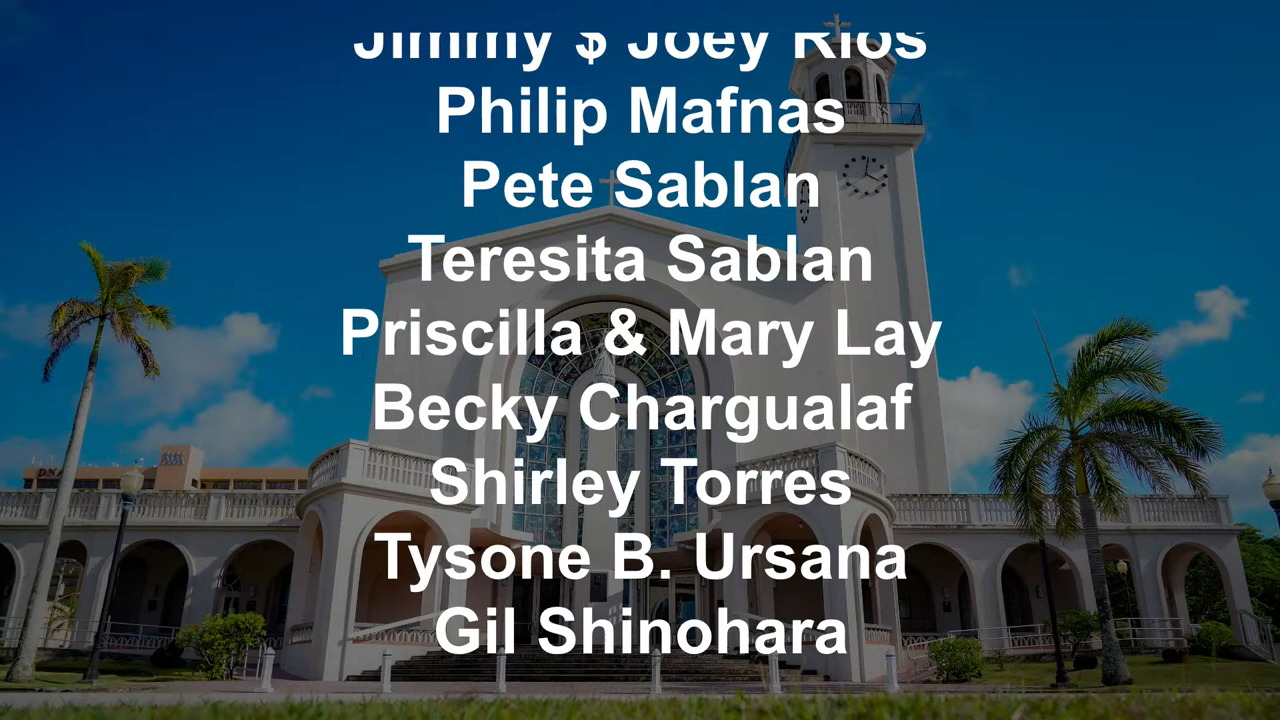 Jimmy $ Joey Rios
Philip Mafnas
Pete Sablan
Teresita Sablan
Priscilla & Mary Lay
Becky Chargualaf
Shirley Torres
Tysone B. Ursana
Gil Shinohara
DNA